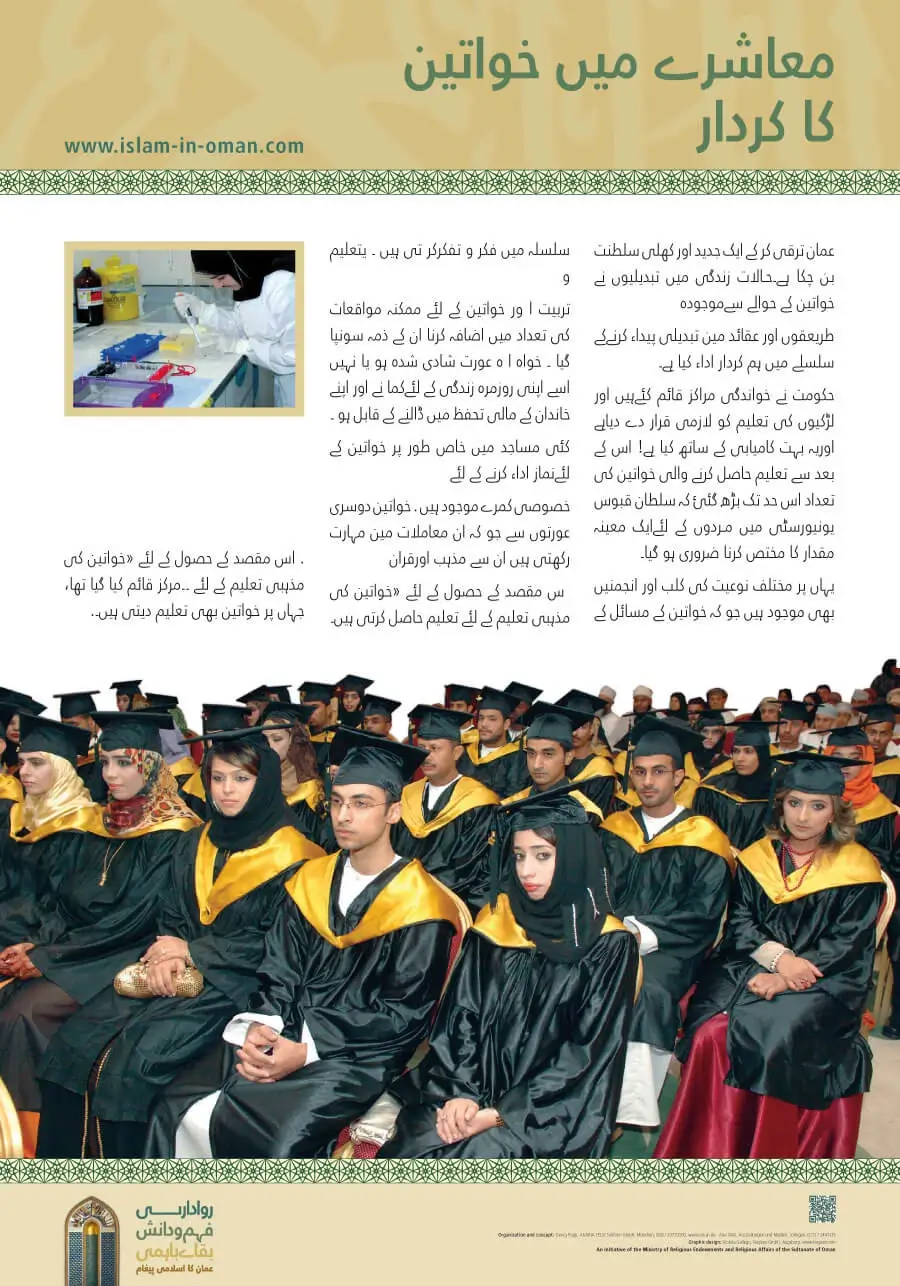 معاشرے میں خواتین
کا کردار
www.islam-in-oman.com
عمان ترقی کر کے ایک جدید اور کھلی سلطنت
بن چکا ہے۔حالات زندگی میں تبدیلیوں نے
خواتین کے حوالے سےموجودہ
طریعقوں اور عقائد مین تبدیلی پیداء کرنےکے
سلسلے میں ہم کردار اداء کیا ہے۔
حکومت نے خواندگی مراکز قائم کئےہیں اور
لڑکیوں کی تعلیم کو لازمی قرار دے دیاہے
اوریہ بہت کامیابی کے ساتھ کیا ہے! اس کے
بعد سے تعلیم حاصل کرنے والی خواتین کی
تعداد اس حد تک بڑھ گئیُ کہ سلطان قبوس
یونیورسٹی میں مردوں کے لئےایک معینہ
مقدار کا مختص کرنا ضروری ہو گیا۔
یہاں پر مختلف نوعیت کی کلب اور انجمنیں
بھی موجود ہیں جو کہ خواتین کے مسائل کے
سلسلہ میں فکر و تفکرکر تی ہیں ۔ یتعلیم
و
تربیت ا ور خواتین کے لئے ممکنہ مواقعات
کی تعداد میں اضافہ کرنا ان کے ذمہ سونپا
گیا ۔ خواہ ا ہ عورت شادی شدہ ہو یا نہیں
اسے اپنی روزمرہ زندگی کے لئےکما نے اور اپنے
خاندان کے مالی تحفظ میں ڈالنے کے قابل ہو ۔
کئی مساجد میں خاص طور پر خواتین کے
لئےنماز اداء کرنے کے لئے
خصوصی کمرے موجود ہیں . خواتین دوسری
عورتوں سے جو کہ ان معاملات مین مہارت
رکھتی ہیں ان سے مذہب اورقران
س مقصد کے حصول کے لئے «خواتین کی
مذہبی تعلیم کے لئے تعلیم حاصل کرتی ہیں.
. اس مقصد کے حصول کے لئے «خواتین کی
مذہبی تعلیم کے لئے ..مرکز قائم کیا گیا تھا،
جہاں پر خواتین بھی تعلیم دیتی ہیں..
رواداری
فہم و دانش
بقائے باہمی
عمان کا اسلامی پیغام
An initiative of the Ministry of Religious Endowments and Religious Affairs of the Sultanate of Oman